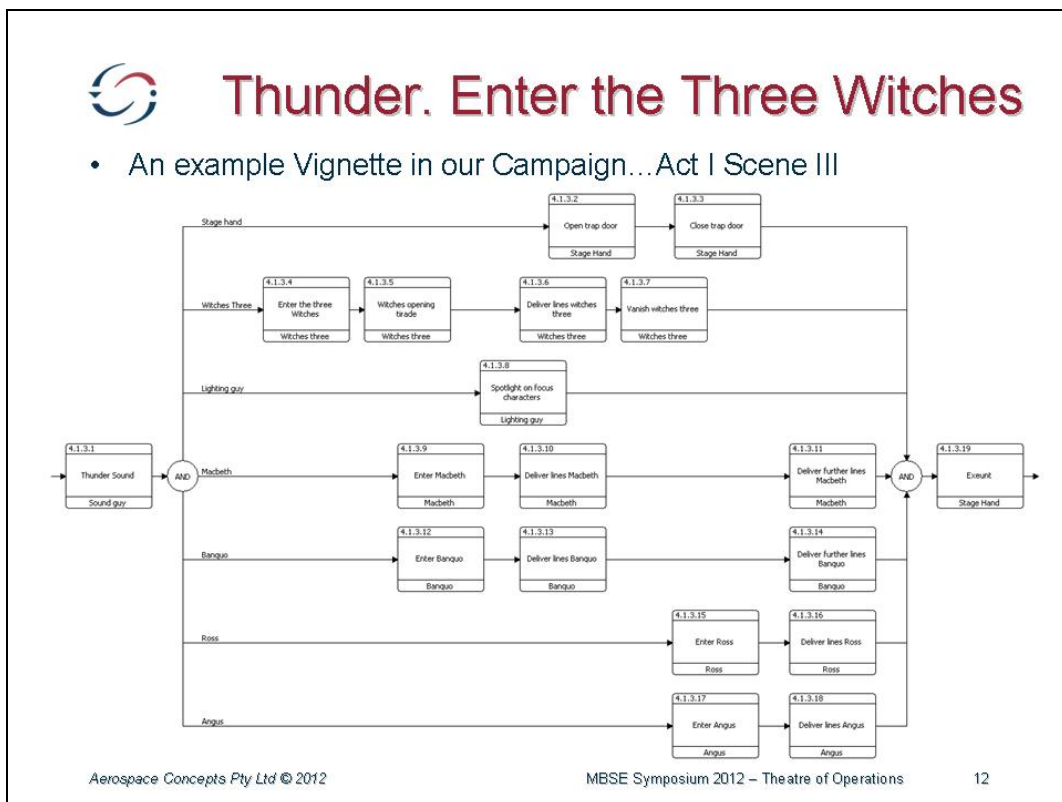 Thunder. Enter the Three Witches
• An example Vignette in our Campaign…Act I Scene III
Stage hand
4.1.3.2
Open trap door
Stage Hand
4.1.3.3
Close trap door
Stage Hand
Witches Three
4.1.3.4
Enter the three
Witches
Witches three
4.1.3.5
Witches opening
tirade
Witches three
4.1.3.6
Deliver lines witches
three
Witches three
4.1.3.7
Vanish witches three
Witches three
Lighting guy
4.1.3.8
Spotlight on focus
characters
Lighting guy
4.1.3.1
Thunder Sound
Sound guy
AND
Macbeth
4.1.3.9
Enter Macbeth
Macbeth
4.1.3.10
Deliver lines Macbeth
Macbeth
4.1.3.11
Deliver further lines
Macbeth
Macbeth
AND
4.1.3.19
Exeunt
Stage Hand
Banquo
4.1.3.12
Enter Banquo
Banquo
4.1.3.13
Deliver lines Banquo
Banquo
4.1.3.14
Deliver further lines
Banquo
Banquo
Ross
4.1.3.15
Enter Ross
Ross
4.1.3.16
Deliver lines Ross
Ross
Angus
4.1.3.17
Enter Angus
Angus
4.1.3.18
Deliver lines Angus
Angus
Aerospace Concepts Pty Ltd © 2012
MBSE Symposium 2012 – Theatre of Operations
12